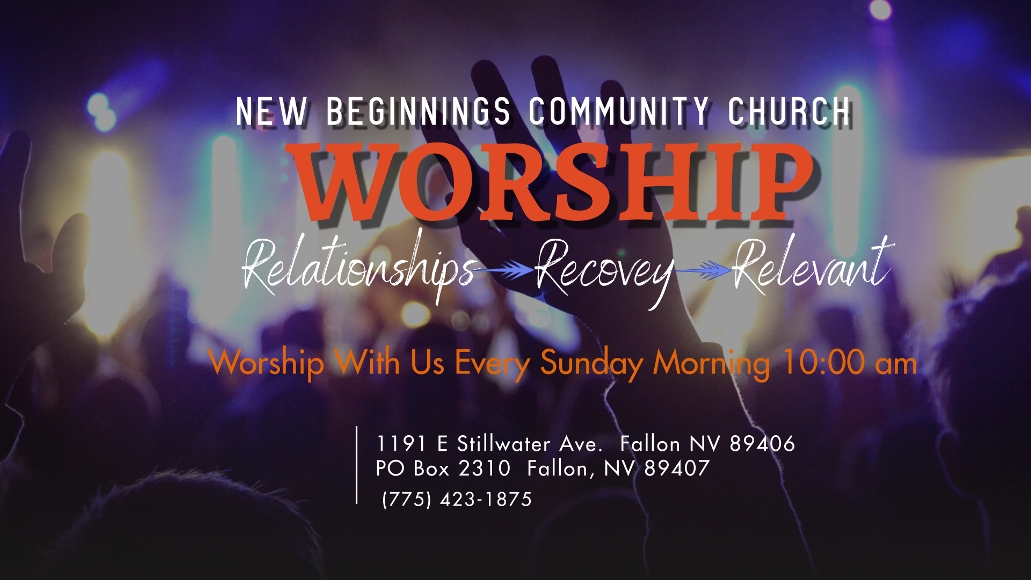 NEW BEGINNINGS COMMUNITY CHURCH
WORSHIP
Relationships Recovey Relevant
Worship With Us Every Sunday Morning 10:00 am
1191 E Stillwater Ave. Fallon NV 89406
PO Box 2310 Fallon, NV 89407
(775) 423-1875